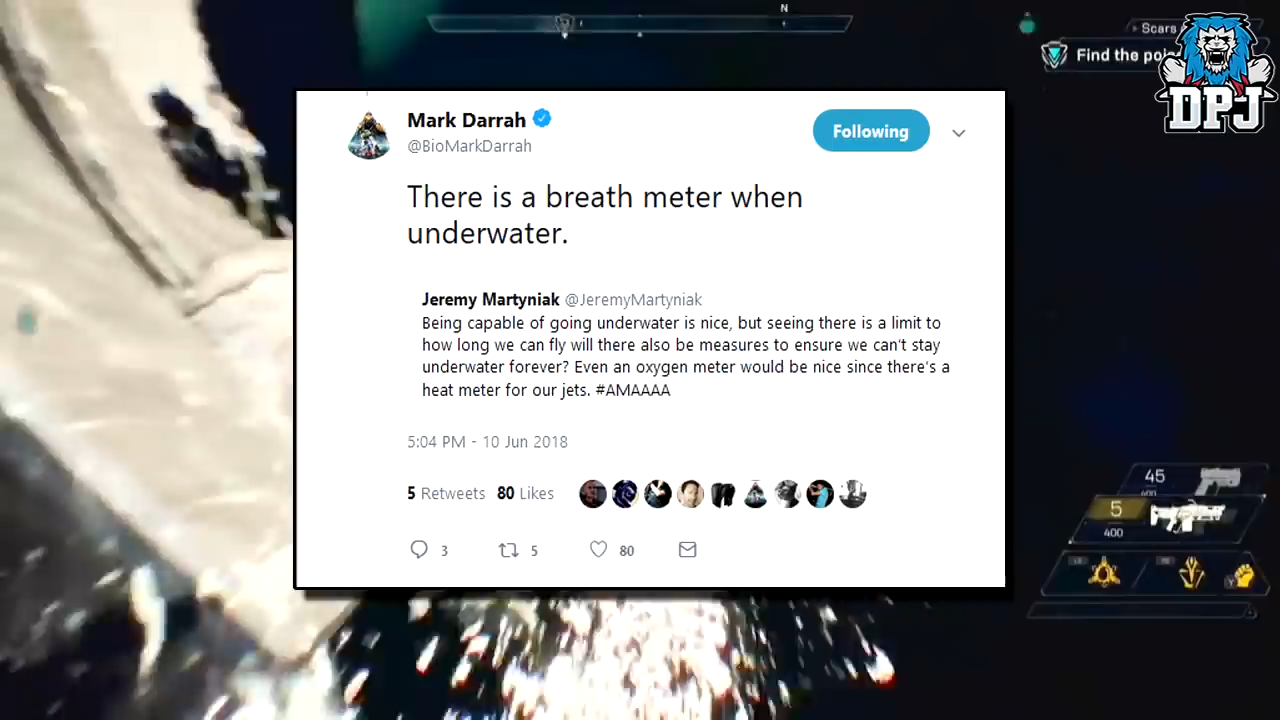 N
Scars
Find the poi
DPJ
Mark Darrah
@BioMarkDarrah
Following
There is a breath meter when
underwater.
Jeremy Martyniak @JeremyMartyniak
Being capable of going underwater is nice, but seeing there is a limit to
how long we can fly will there also be measures to ensure we can't stay
underwater forever? Even an oxygen meter would be nice since there's a
heat meter for our jets. #AMAAAA
5:04 PM - 10 Jun 2018
5 Retweets 80 Likes
3 5 80
45
400
5
400